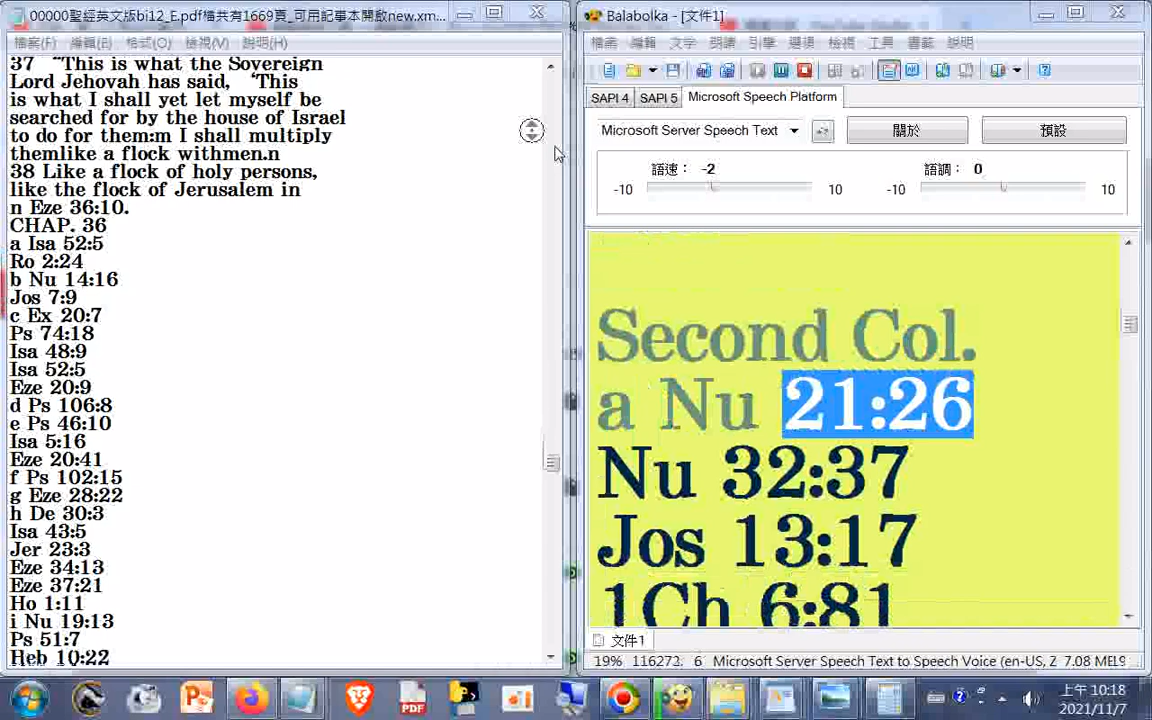 00000聖經英文版bi12_E.pdf檔共有1669頁_可用記事本開啟new.xm...
檔案(F) 編輯(E) 格式(O) 檢視(V) 說明(H)
37 "This is what the Sovereign
Lord Jehovah has said, 'This
is what I shall yet let myself be
searched for by the house of Israel
to do for them:m I shall multiply
themlike a flock withmen.n
38 Like a flock of holy persons,
like the flock of Jerusalem in
n Eze 36:10.
CHAP. 36
a Isa 52:5
Ro 2:24
b Nu 14:16
Jos 7:9
c Ex 20:7
Ps 74:18
Isa 48:9
Isa 52:5
Eze 20:9
d Ps 106:8
e Ps 46:10
Isa 5:16
Eze 20:41
f Ps 102:15
g Eze 28:22
h De 30:3
Isa 43:5
Jer 23:3
Eze 34:13
Eze 37:21
Ho 1:11
i Nu 19:13
Ps 51:7
Heb 10:22
Balabolka - [文件1]
檔案 編輯 文字 朗讀 引擎 選項 檢視 工具 書籤 說明
SAPI 4 SAPI 5 Microsoft Speech Platform
Microsoft Server Speech Text 關於 預設
語速： -2 語調： 0
-10 10 -10 10
Second Col.
a Nu 21:26
Nu 32:37
Jos 13:17
1Ch 6:81
文件1
19% 116272. 6 Microsoft Server Speech Text to Speech Voice (en-US, Z 7.08 MB
上午 10:18
2021/11/7